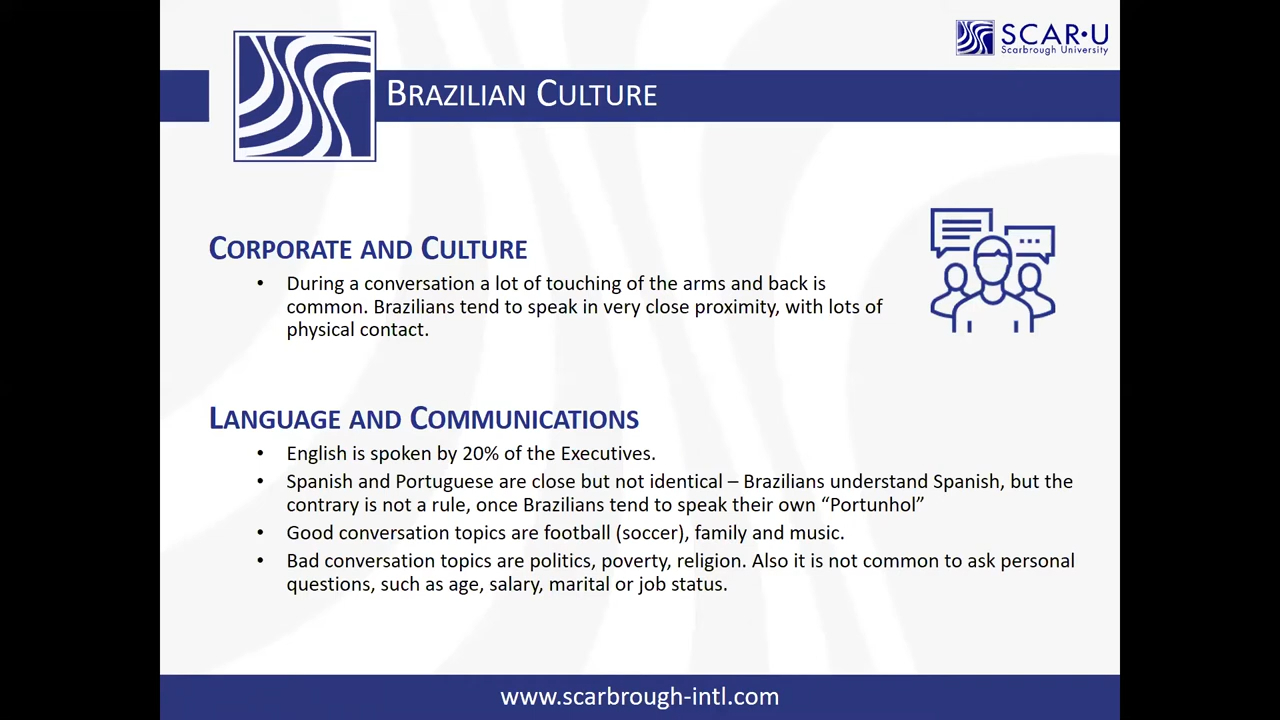 SCAR•U
Scarbrough University
BRAZILIAN CULTURE
CORPORATE AND CULTURE
• During a conversation a lot of touching of the arms and back is
common. Brazilians tend to speak in very close proximity, with lots of
physical contact.
LANGUAGE AND COMMUNICATIONS
• English is spoken by 20% of the Executives.
• Spanish and Portuguese are close but not identical – Brazilians understand Spanish, but the
contrary is not a rule, once Brazilians tend to speak their own “Portunhol”
• Good conversation topics are football (soccer), family and music.
• Bad conversation topics are politics, poverty, religion. Also it is not common to ask personal
questions, such as age, salary, marital or job status.
www.scarbrough-intl.com